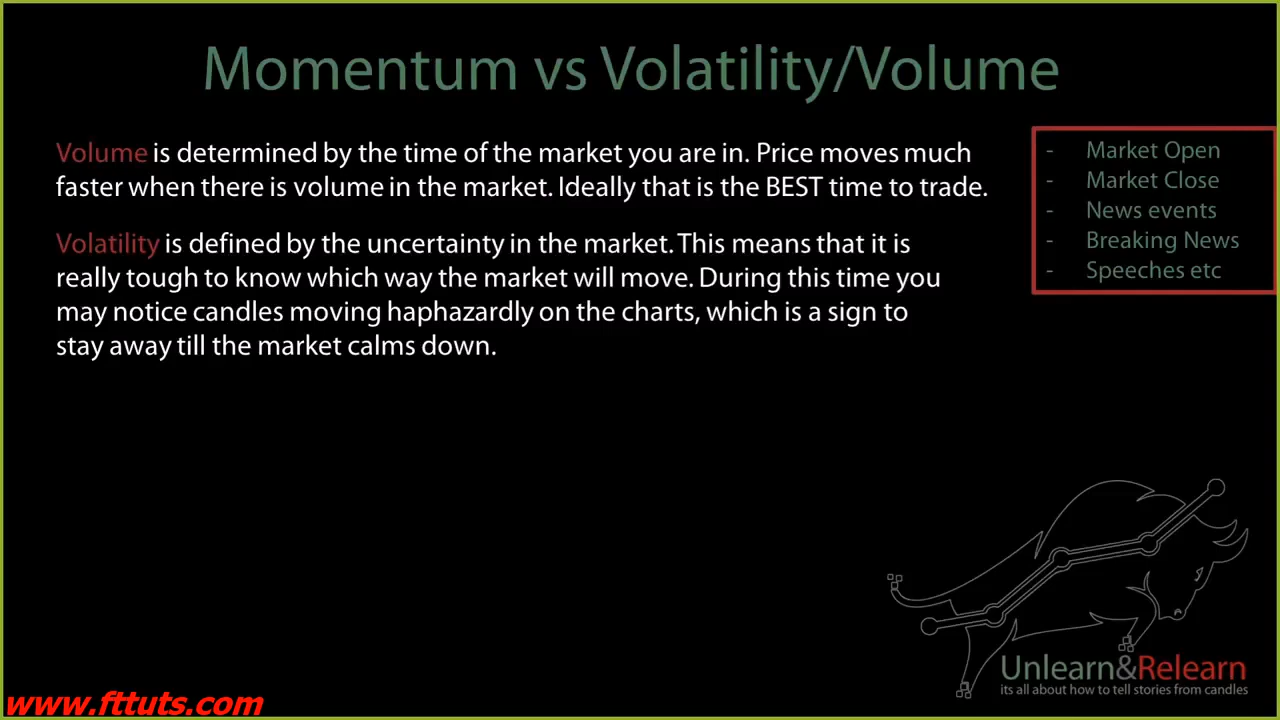 Momentum vs Volatility/Volume
Volume is determined by the time of the market you are in. Price moves much
faster when there is volume in the market. Ideally that is the BEST time to trade.
Volatility is defined by the uncertainty in the market. This means that it is
really tough to know which way the market will move. During this time you
may notice candles moving haphazardly on the charts, which is a sign to
stay away till the market calms down.
- Market Open
- Market Close
- News events
- Breaking News
- Speeches etc
Unlearn&Relearn
its all about how to tell stories from candles
www.fttuts.com